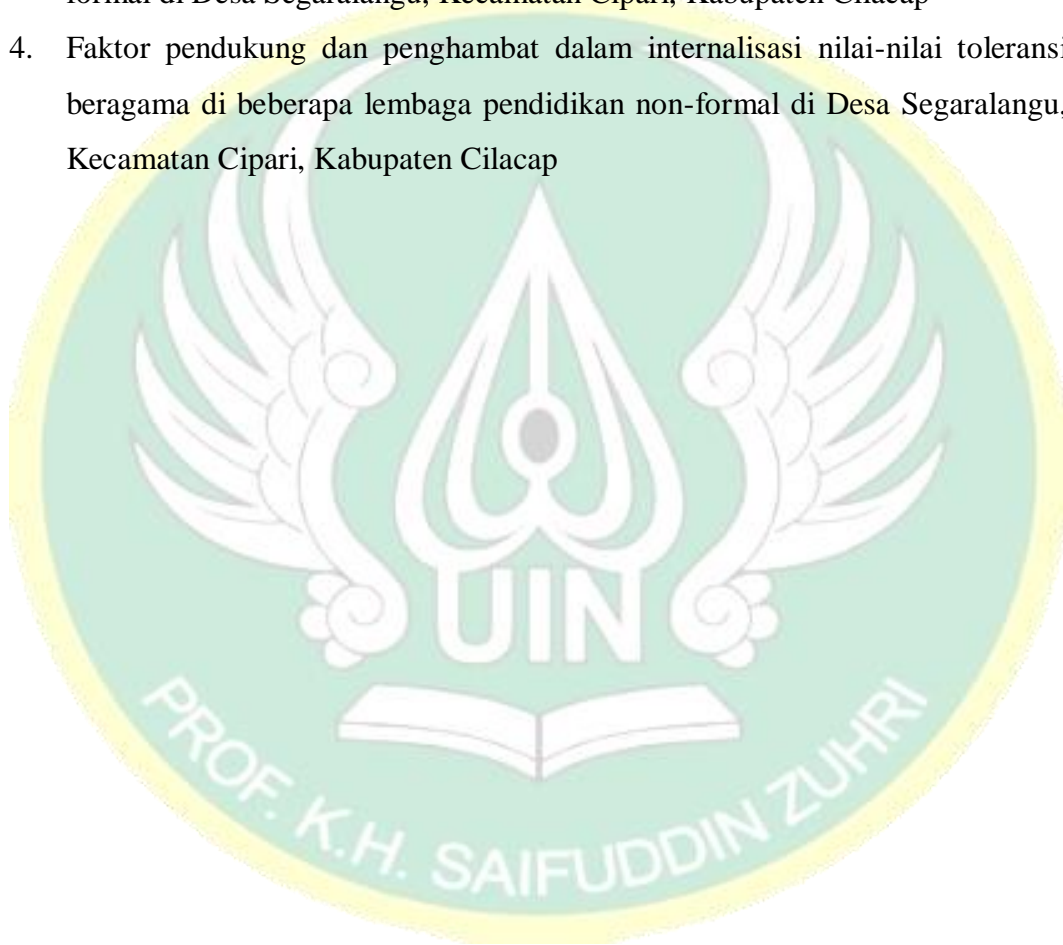 formal di Desa Segaralangu, Kecamatan Cipari, Kabupaten Cilacap
4. Faktor pendukung dan penghambat dalam internalisasi nilai-nilai toleransi
beragama di beberapa lembaga pendidikan non-formal di Desa Segaralangu,
Kecamatan Cipari, Kabupaten Cilacap
UIN
PROF. K.H. SAIFUDDIN ZUHRI